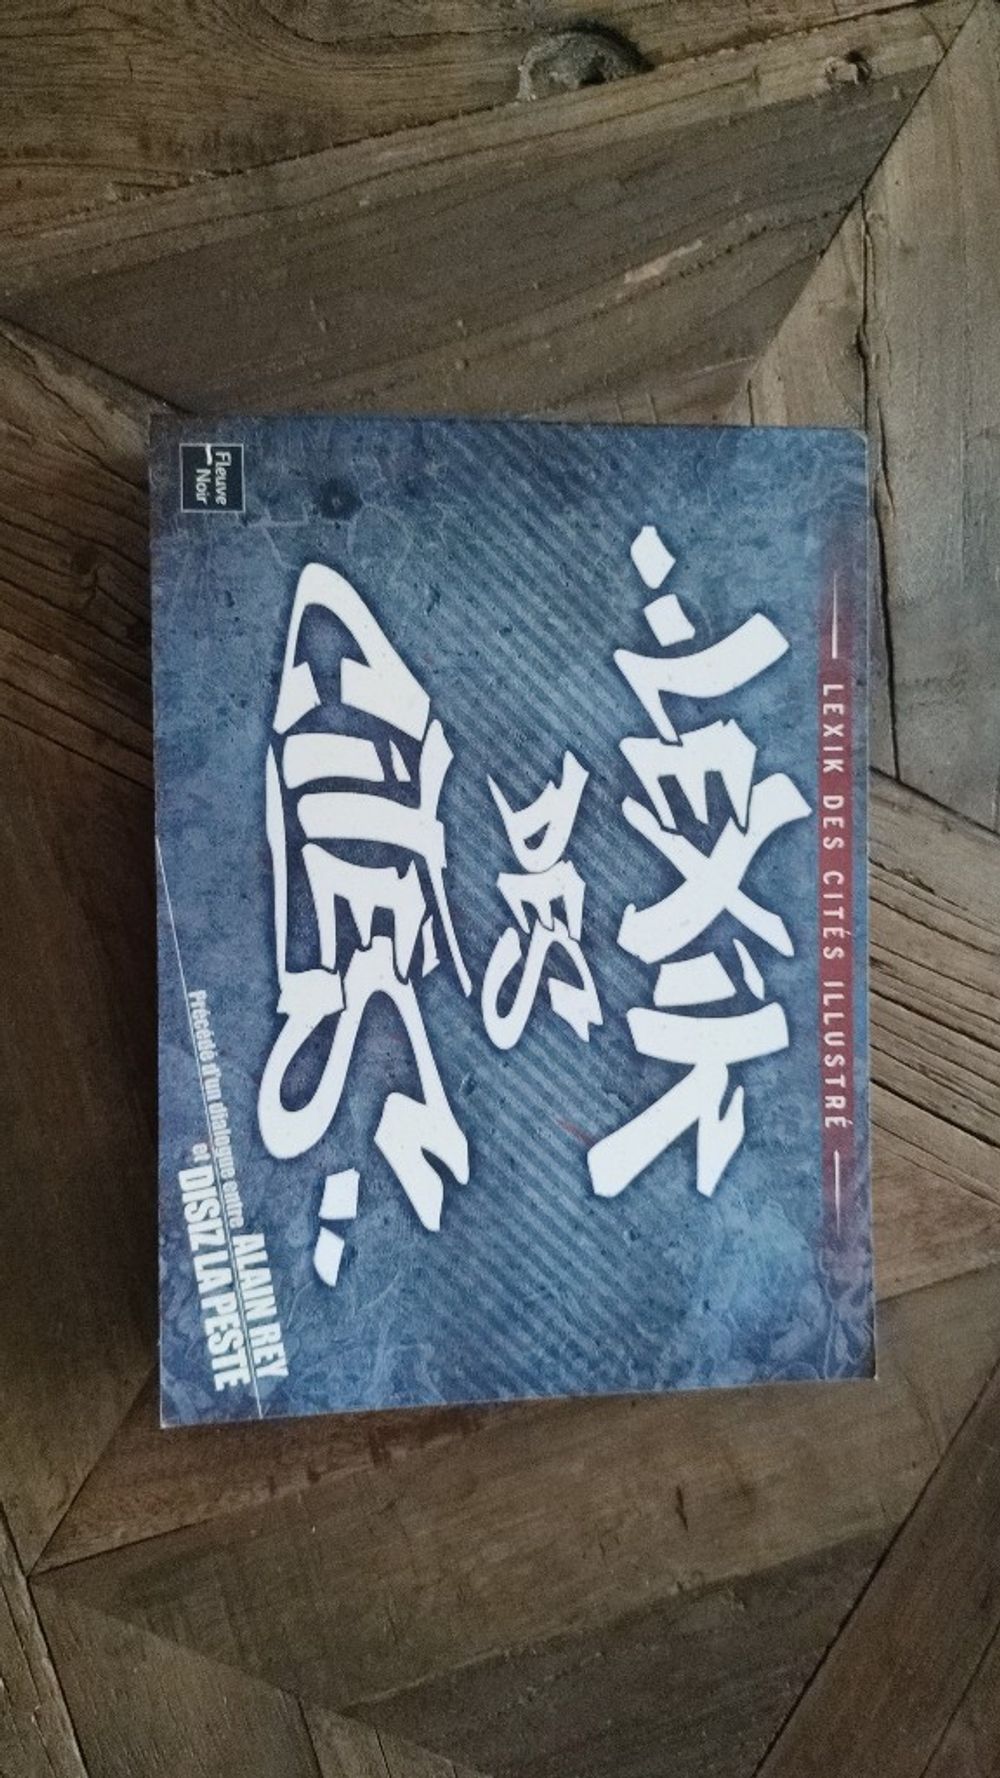 LEXIK DES CITÉS ILLUSTRÉ
LEXIK
DES
CITÉS
Précédé d'un dialogue entre ALAIN REY
et DISIZ LA PESTE
Fleuve
Noir